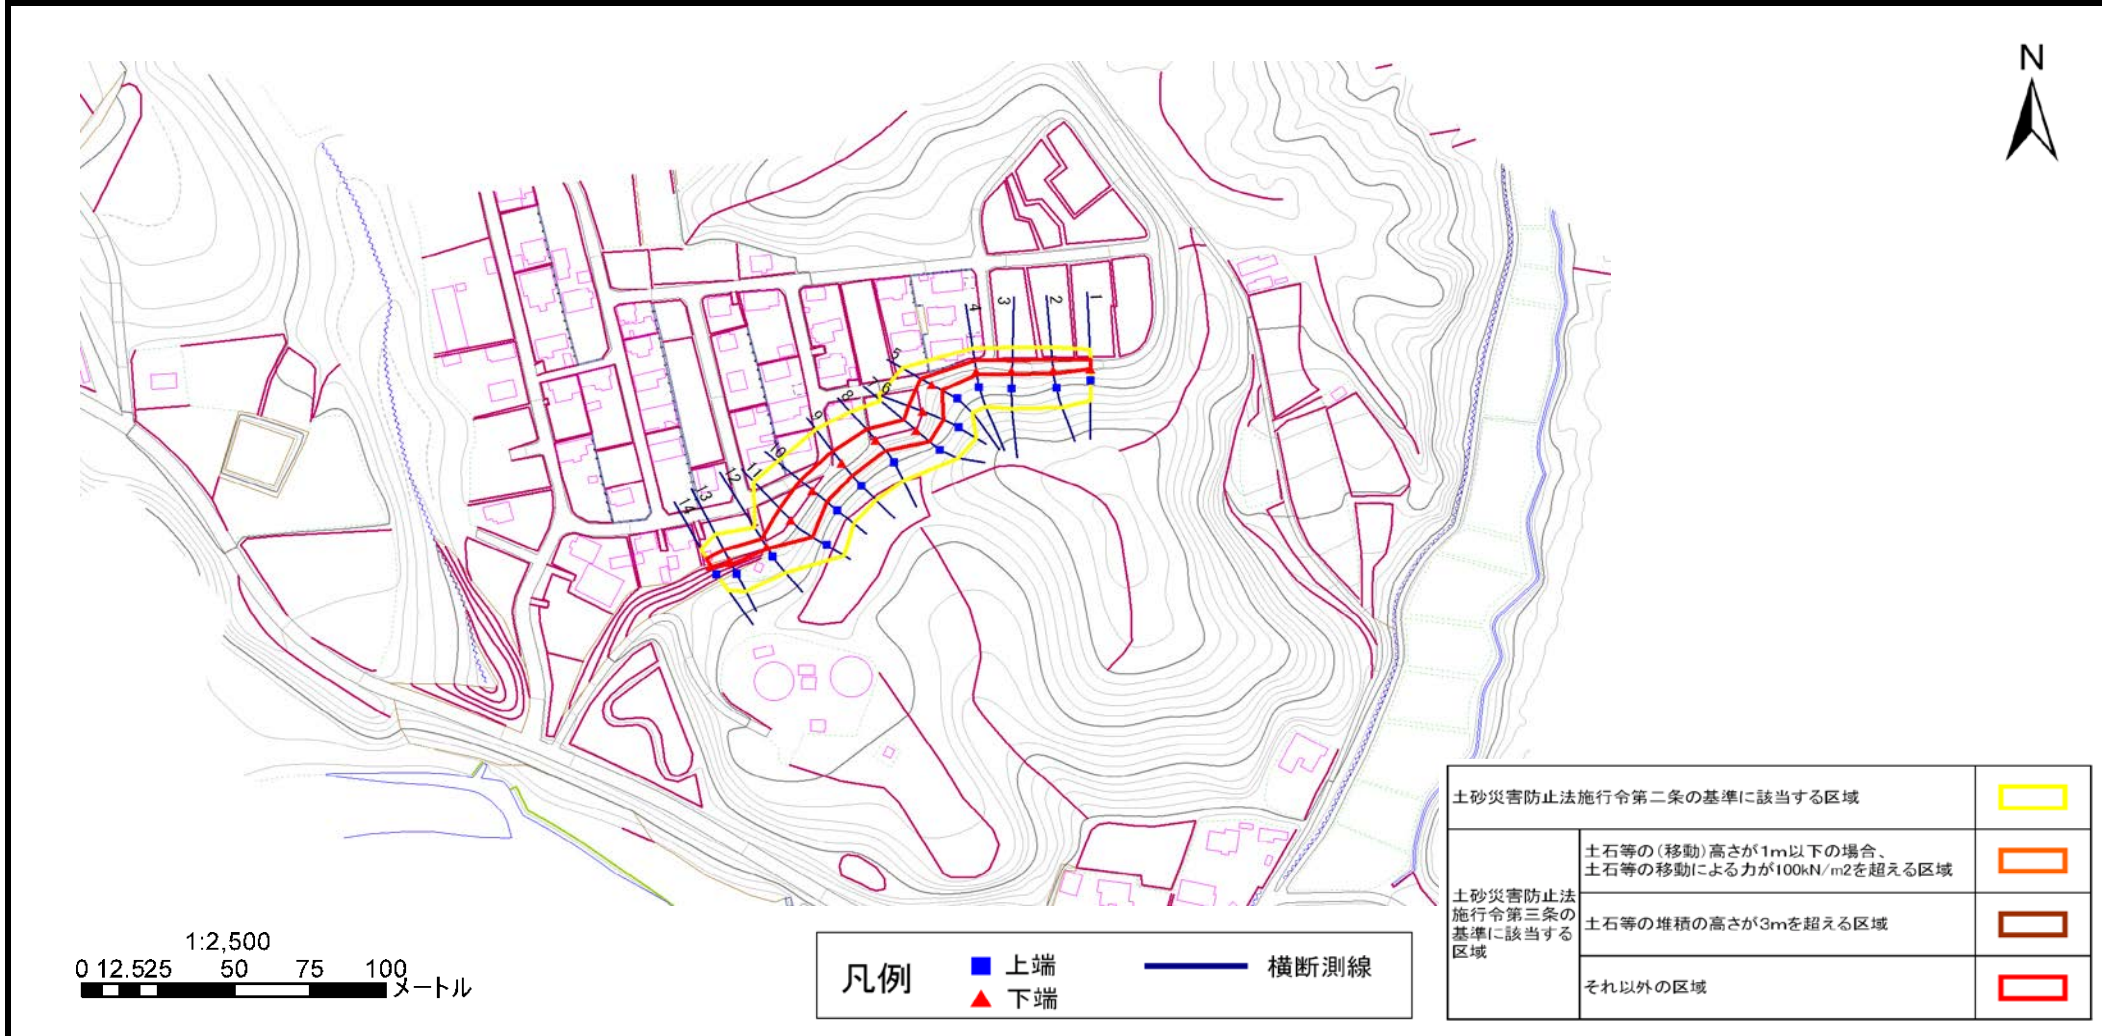 N
1
2
3
4
5
6
7
8
9
10
11
12
13
14
1:2,500
0 12.525 50 75 100
メートル
凡例
上端
下端
横断測線
土砂災害防止法施行令第二条の基準に該当する区域
土砂災害防止法
施行令第三条の
基準に該当する
区域
土石等の(移動)高さが1m以下の場合、
土石等の移動による力が100kN/m2を超える区域
土石等の堆積の高さが3mを超える区域
それ以外の区域